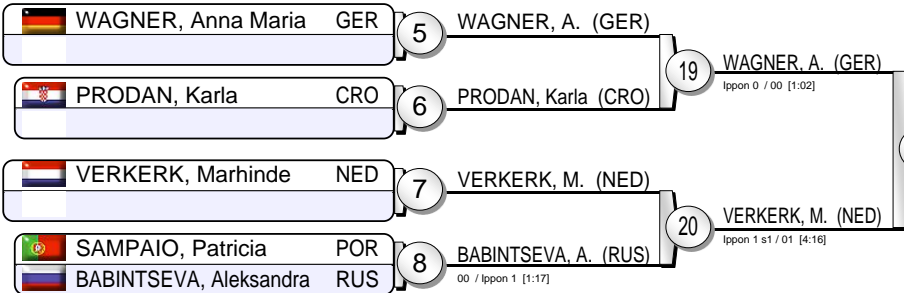 WAGNER, Anna Maria GER
5
WAGNER, A. (GER)
19
WAGNER, A. (GER)
Ippon 0 / 00 [1:02]
PRODAN, Karla CRO
6
PRODAN, Karla (CRO)
VERKERK, Marhinde NED
7
VERKERK, M. (NED)
20
VERKERK, M. (NED)
Ippon 1 s1 / 01 [4:16]
SAMPAIO, Patricia POR
BABINTSEVA, Aleksandra RUS
8
BABINTSEVA, A. (RUS)
00 / Ippon 1 [1:17]